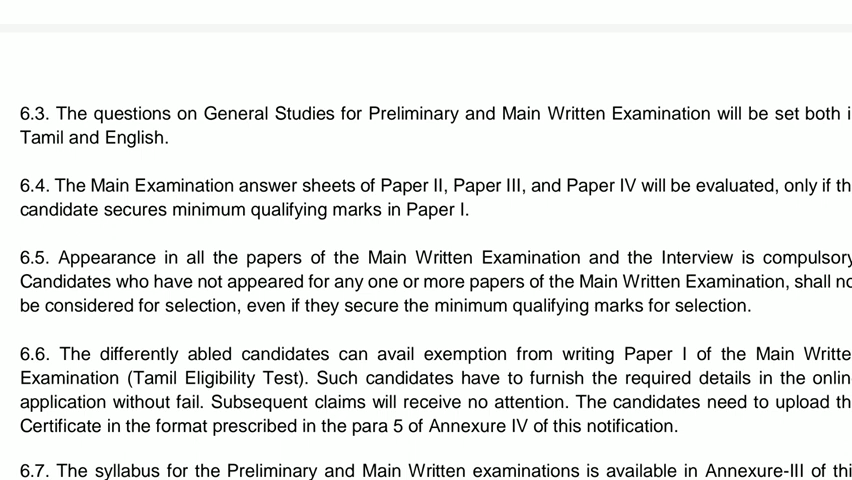 6.3. The questions on General Studies for Preliminary and Main Written Examination will be set both
Tamil and English.
6.4. The Main Examination answer sheets of Paper II, Paper III, and Paper IV will be evaluated, only if
candidate secures minimum qualifying marks in Paper I.
6.5. Appearance in all the papers of the Main Written Examination and the Interview is compulsory
Candidates who have not appeared for any one or more papers of the Main Written Examination, shall
be considered for selection, even if they secure the minimum qualifying marks for selection.
6.6. The differently abled candidates can avail exemption from writing Paper I of the Main
Examination (Tamil Eligibility Test). Such candidates have to furnish the required details in the
application without fail. Subsequent claims will receive no attention. The candidates need to upload
Certificate in the format prescribed in the para 5 of Annexure IV of this notification.
6.7. The syllabus for the Preliminary and Main Written examinations is available in Annexure-III of